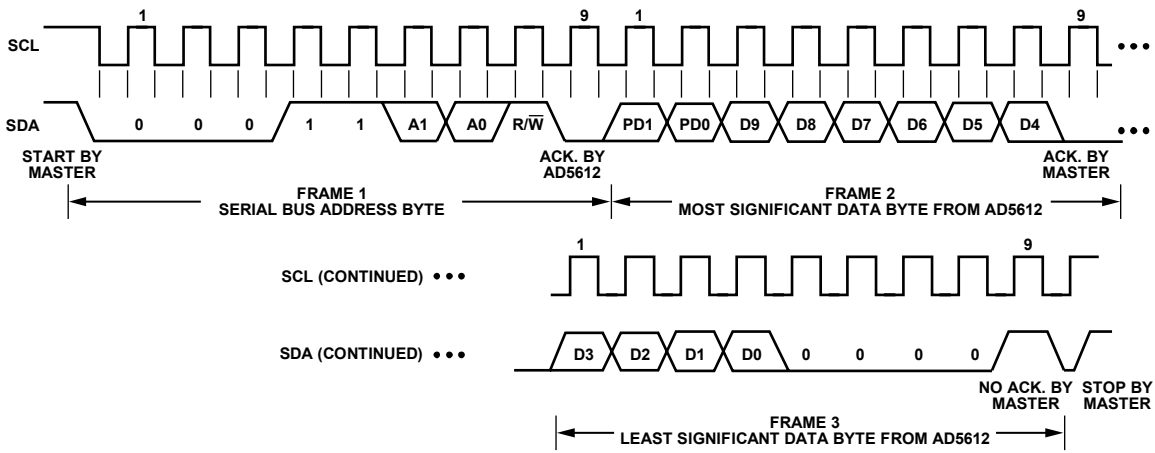 1 9 1 9
SCL
SDA 0 0 0 1 1 A1 A0 R/W̅ PD1 PD0 D9 D8 D7 D6 D5 D4
START BY
MASTER
ACK. BY
AD5612
ACK. BY
MASTER
FRAME 1
SERIAL BUS ADDRESS BYTE
FRAME 2
MOST SIGNIFICANT DATA BYTE FROM AD5612
1 9
SCL (CONTINUED)
SDA (CONTINUED) D3 D2 D1 D0 0 0 0 0
NO ACK. BY
MASTER
STOP BY
MASTER
FRAME 3
LEAST SIGNIFICANT DATA BYTE FROM AD5612